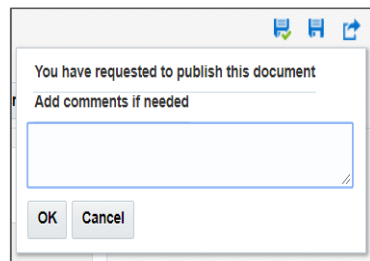 You have requested to publish this document
Add comments if needed
OK Cancel